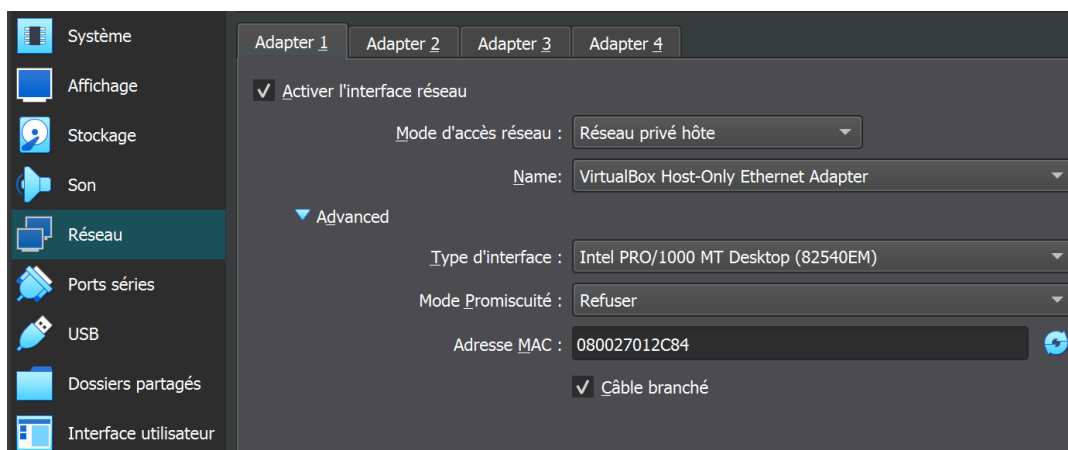 Système
Affichage
Stockage
Son
Réseau
Ports séries
USB
Dossiers partagés
Interface utilisateur
Adapter 1 Adapter 2 Adapter 3 Adapter 4
Activer l'interface réseau
Mode d'accès réseau : Réseau privé hôte
Name: VirtualBox Host-Only Ethernet Adapter
Advanced
Type d'interface : Intel PRO/1000 MT Desktop (82540EM)
Mode Promiscuité : Refuser
Adresse MAC : 080027012C84
Câble branché